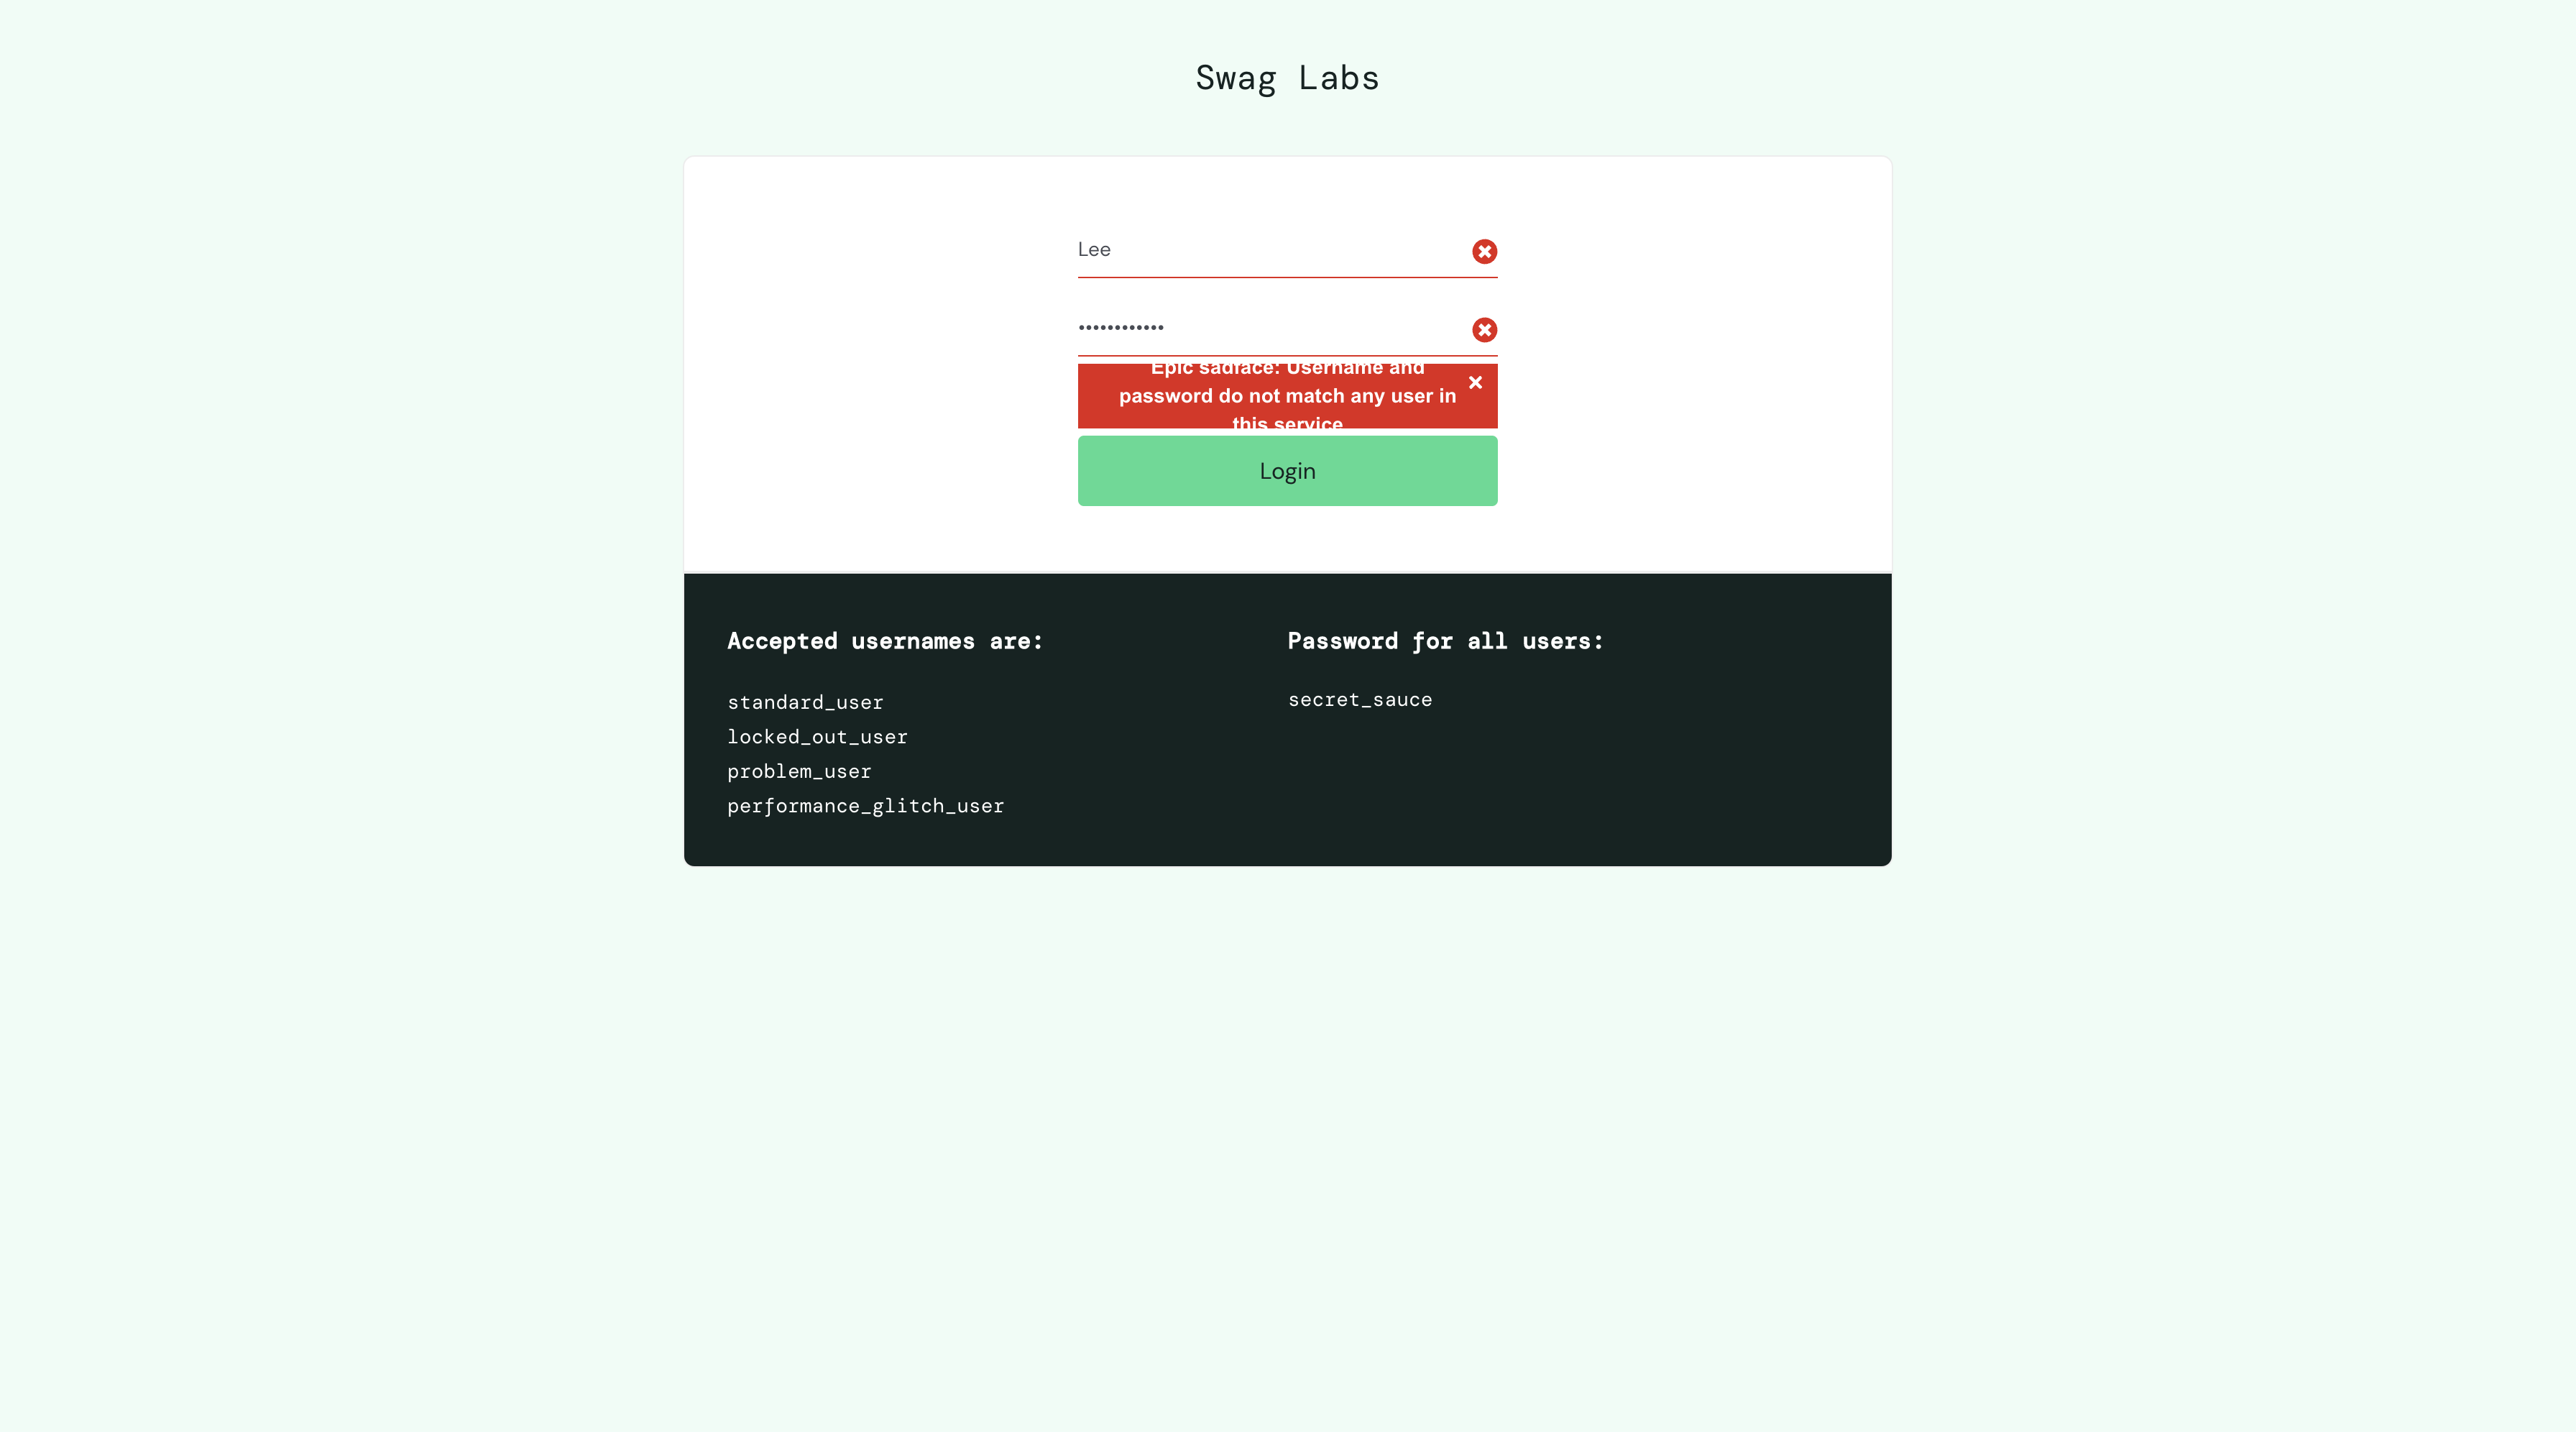 Swag Labs
Lee
••••••••••••
Epic sadface: Username and
password do not match any user in
this service
Login
Accepted usernames are:
Password for all users:
standard_user
locked_out_user
problem_user
performance_glitch_user
secret_sauce